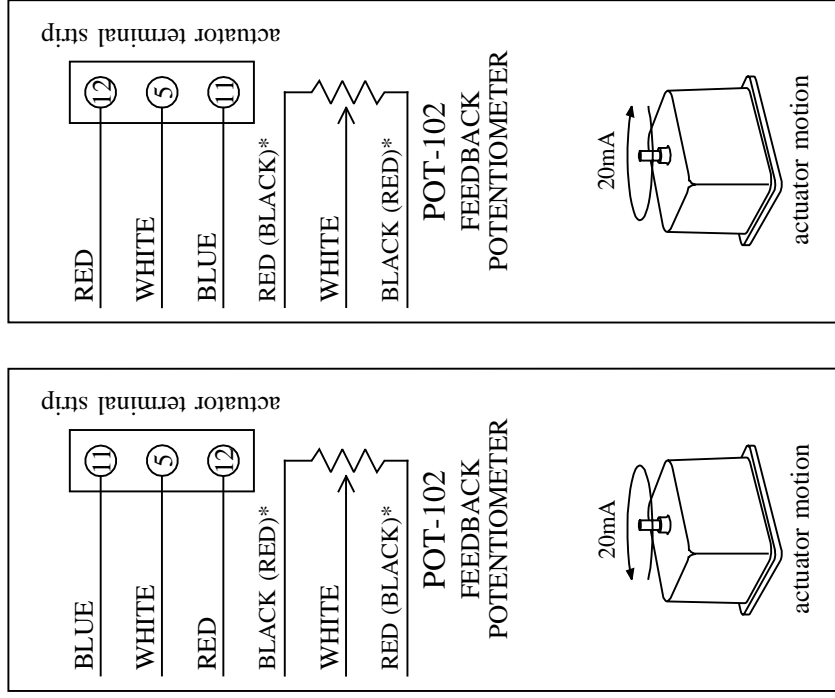 actuator terminal strip
12
5
11
RED
WHITE
BLUE
RED (BLACK)*
WHITE
BLACK (RED)*
POT-102
FEEDBACK
POTENTIOMETER
20mA
actuator motion
actuator terminal strip
11
5
12
BLUE
WHITE
RED
BLACK (RED)*
WHITE
RED (BLACK)*
POT-102
FEEDBACK
POTENTIOMETER
20mA
actuator motion